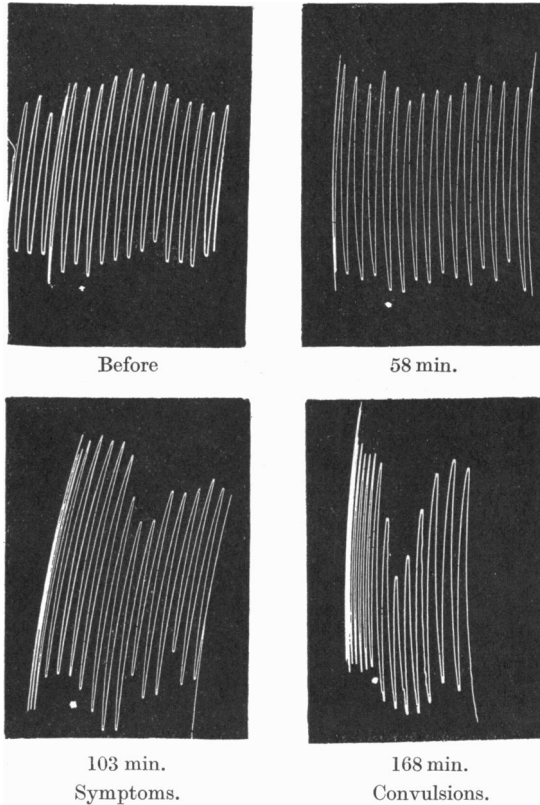 Before
58 min.
103 min.
Symptoms.
168 min.
Convulsions.